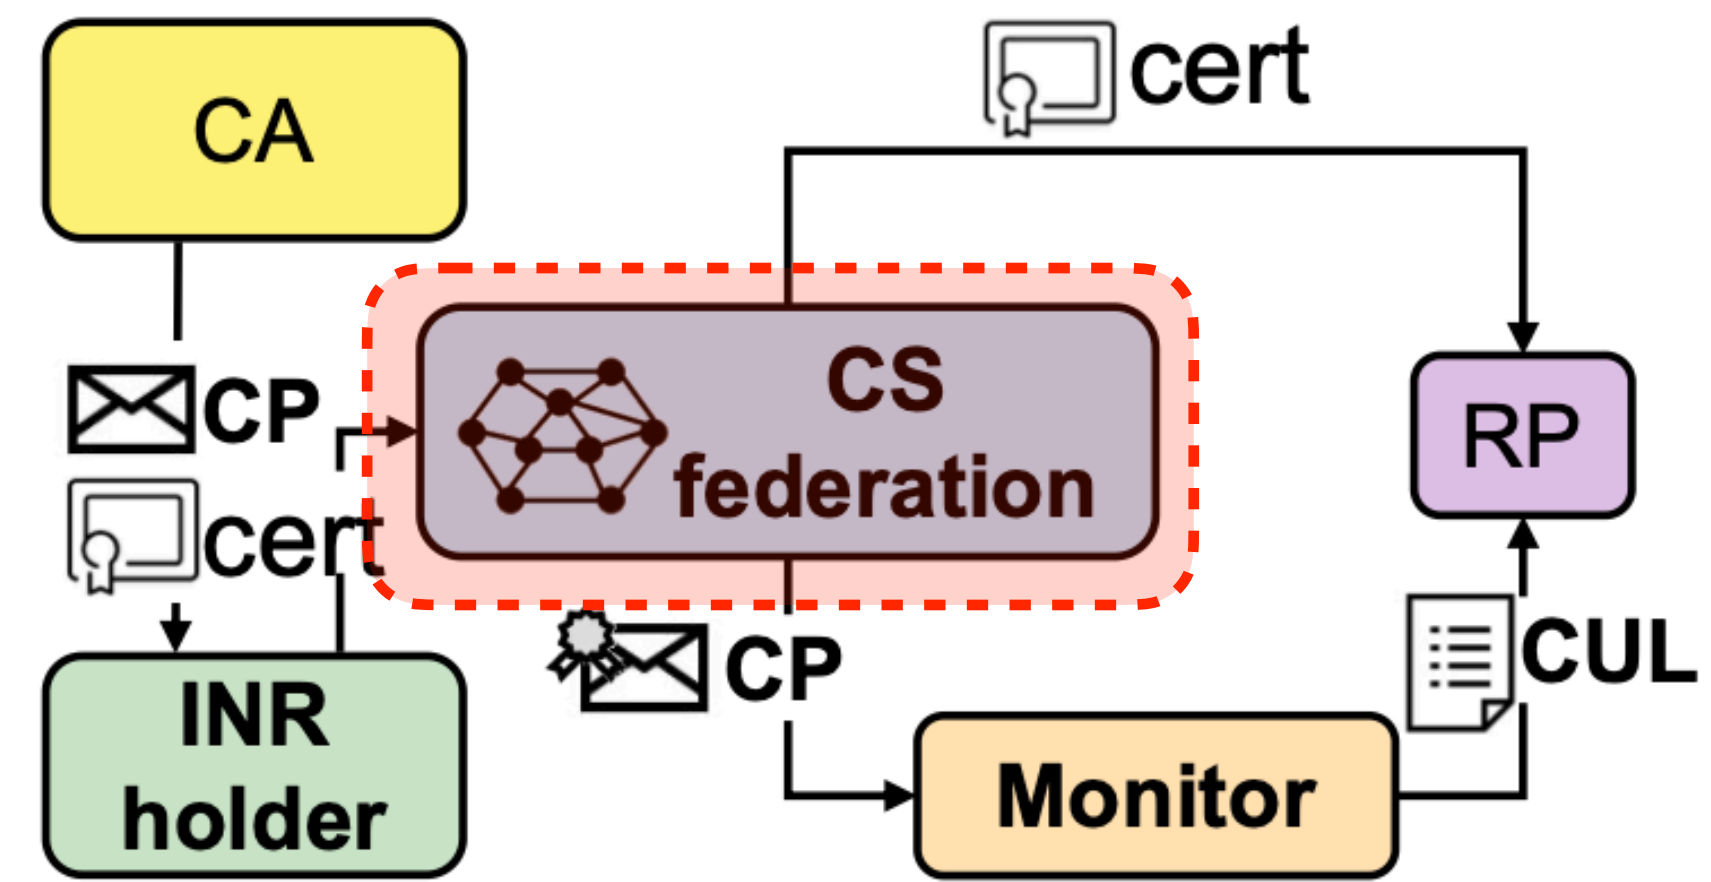 CA
cert
CP
cert
CS
federation
RP
CP
CUL
INR
holder
Monitor